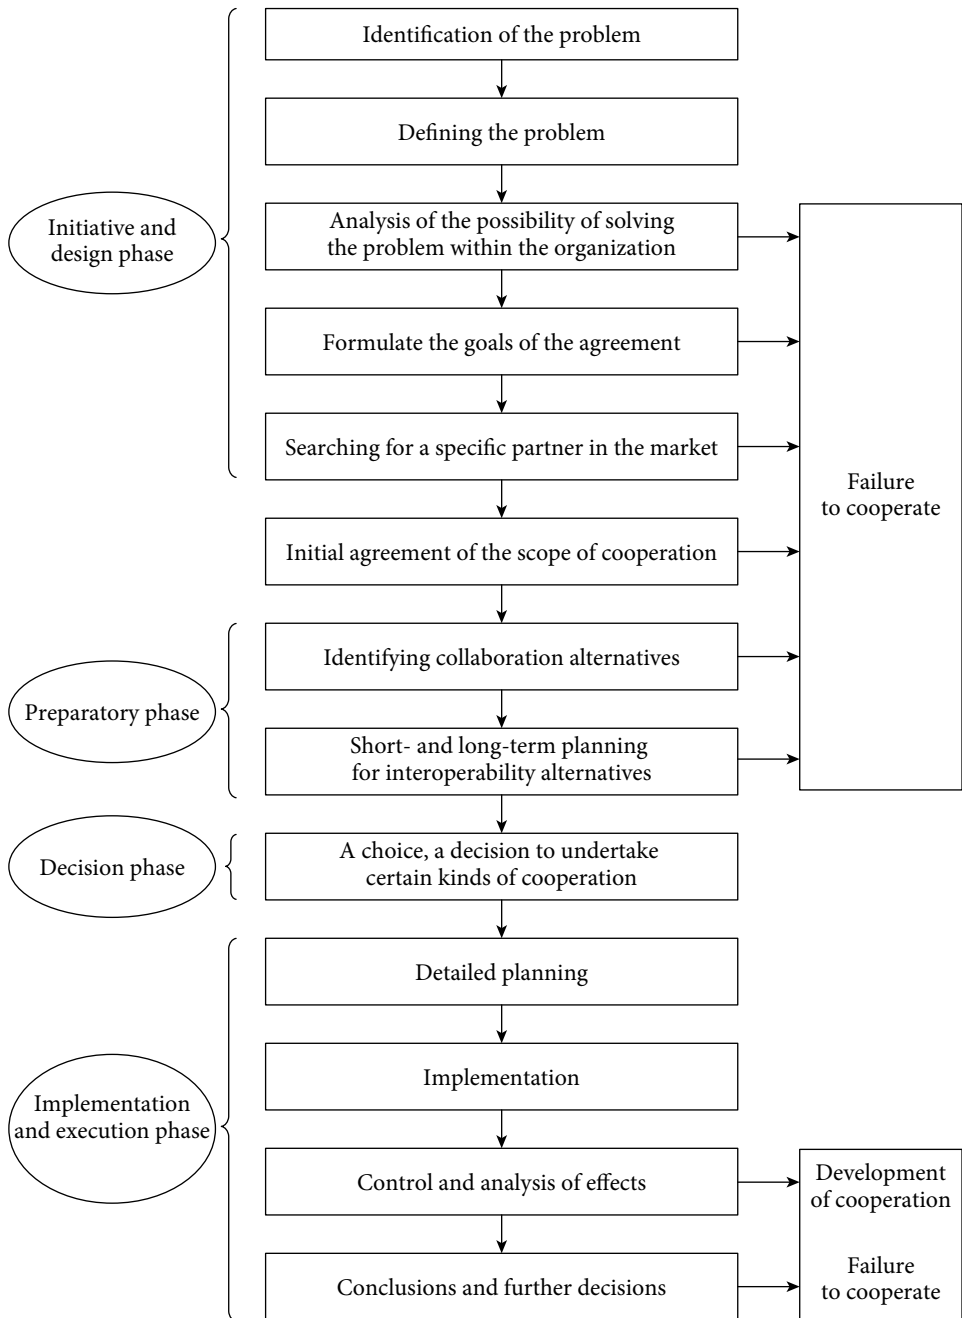 Identification of the problem
Defining the problem
Initiative and
design phase
Analysis of the possibility of solving
the problem within the organization
Formulate the goals of the agreement
Searching for a specific partner in the market
Failure
to cooperate
Initial agreement of the scope of cooperation
Identifying collaboration alternatives
Preparatory phase
Short- and long-term planning
for interoperability alternatives
Decision phase
A choice, a decision to undertake
certain kinds of cooperation
Detailed planning
Implementation
Implementation
and execution phase
Control and analysis of effects
Development
of cooperation
Conclusions and further decisions
Failure
to cooperate